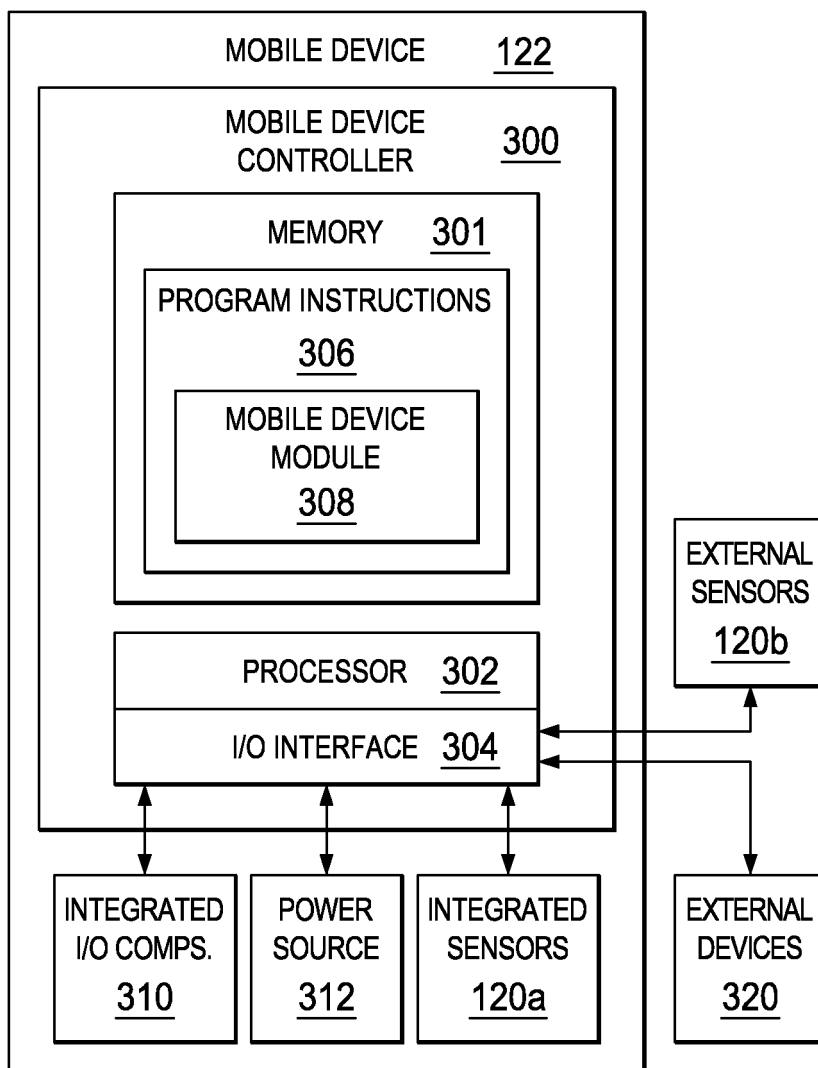 MOBILE DEVICE 122
MOBILE DEVICE
CONTROLLER 300
MEMORY 301
PROGRAM INSTRUCTIONS
306
MOBILE DEVICE
MODULE
308
PROCESSOR 302
I/O INTERFACE 304
EXTERNAL
SENSORS
120b
INTEGRATED
I/O COMPS.
310
POWER
SOURCE
312
INTEGRATED
SENSORS
120a
EXTERNAL
DEVICES
320